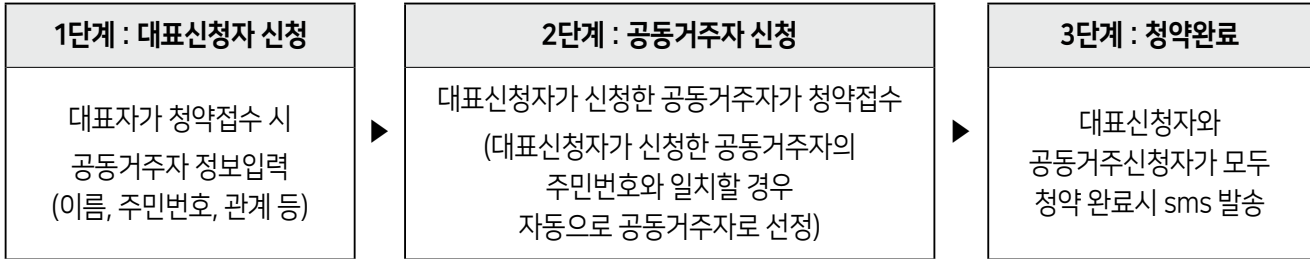 1단계 : 대표신청자 신청
대표자가 청약접수 시
공동거주자 정보입력
(이름, 주민번호, 관계 등)
▶
2단계 : 공동거주자 신청
대표신청자가 신청한 공동거주자가 청약접수
(대표신청자가 신청한 공동거주자의
주민번호와 일치할 경우
자동으로 공동거주자로 선정)
▶
3단계 : 청약완료
대표신청자와
공동거주신청자가 모두
청약 완료시 sms 발송